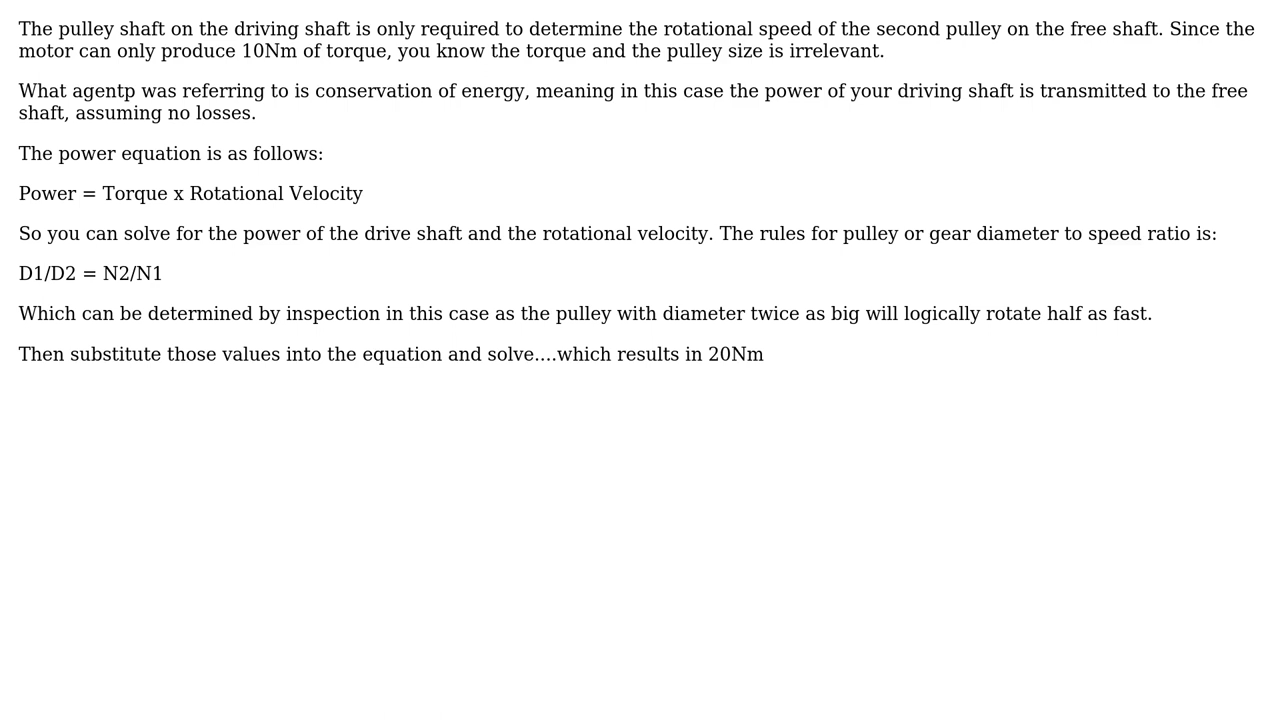 The pulley shaft on the driving shaft is only required to determine the rotational speed of the second pulley on the free shaft. Since the
motor can only produce 10Nm of torque, you know the torque and the pulley size is irrelevant.
What agentp was referring to is conservation of energy, meaning in this case the power of your driving shaft is transmitted to the free
shaft, assuming no losses.
The power equation is as follows:
Power = Torque x Rotational Velocity
So you can solve for the power of the drive shaft and the rotational velocity. The rules for pulley or gear diameter to speed ratio is:
D1/D2 = N2/N1
Which can be determined by inspection in this case as the pulley with diameter twice as big will logically rotate half as fast.
Then substitute those values into the equation and solve....which results in 20Nm